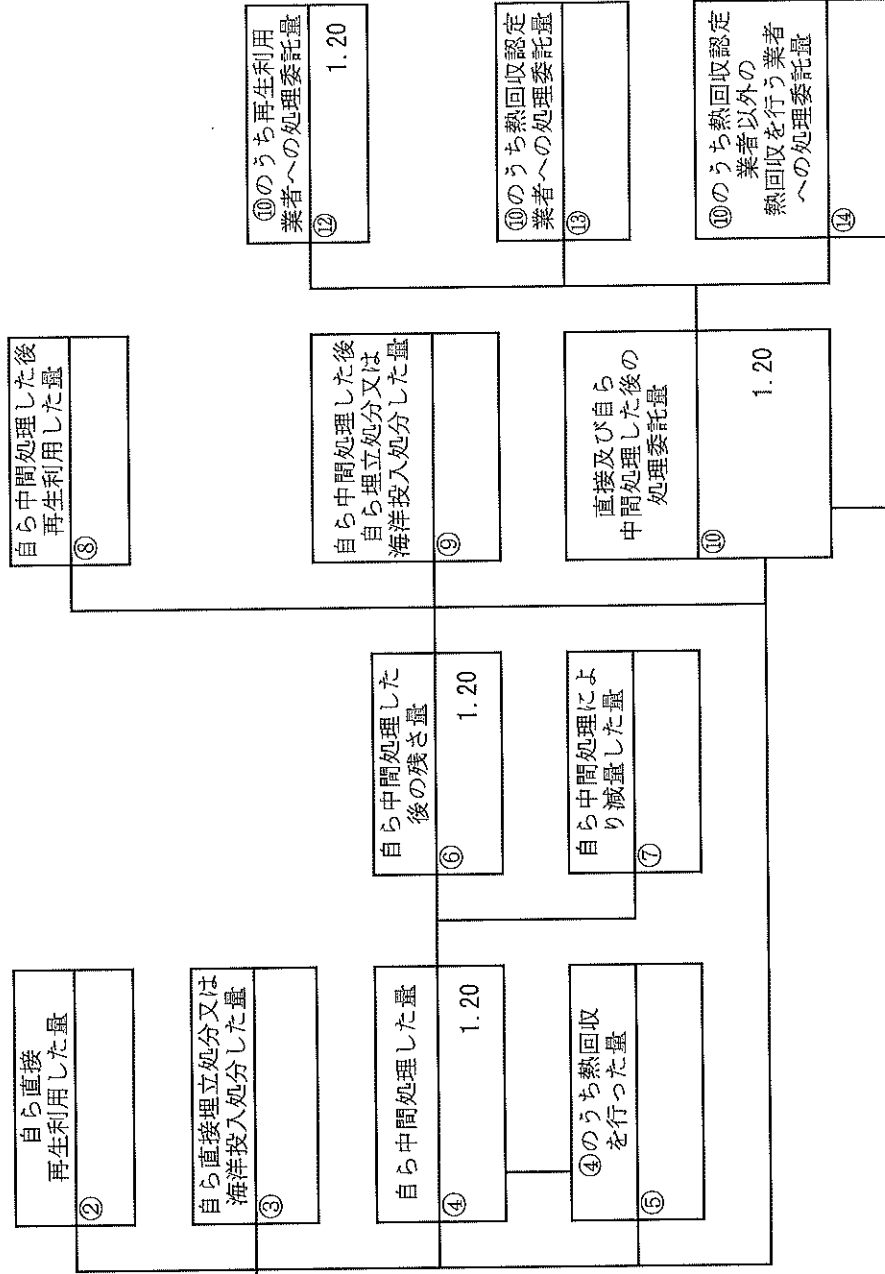 自ら直接
再生利用した量
②
自ら直接埋立処分又は
海洋投入処分した量
③
自ら中間処理した量
④
1.20
④のうち熱回収
を行った量
⑤
自ら中間処理した
後の残さ量
⑥
1.20
自ら中間処理によ
り減量した量
⑦
自ら中間処理した後
再生利用した量
⑧
自ら中間処理した後
自ら埋立処分又は
海洋投入処分した量
⑨
直接及び自ら
中間処理した後の
処理委託量
⑩
1.20
⑩のうち再生利用
業者への処理委託量
⑫
1.20
⑩のうち熱回収認定
業者への処理委託量
⑬
⑩のうち熱回収認定
業者以外の
熱回収を行う業者
への処理委託量
⑭